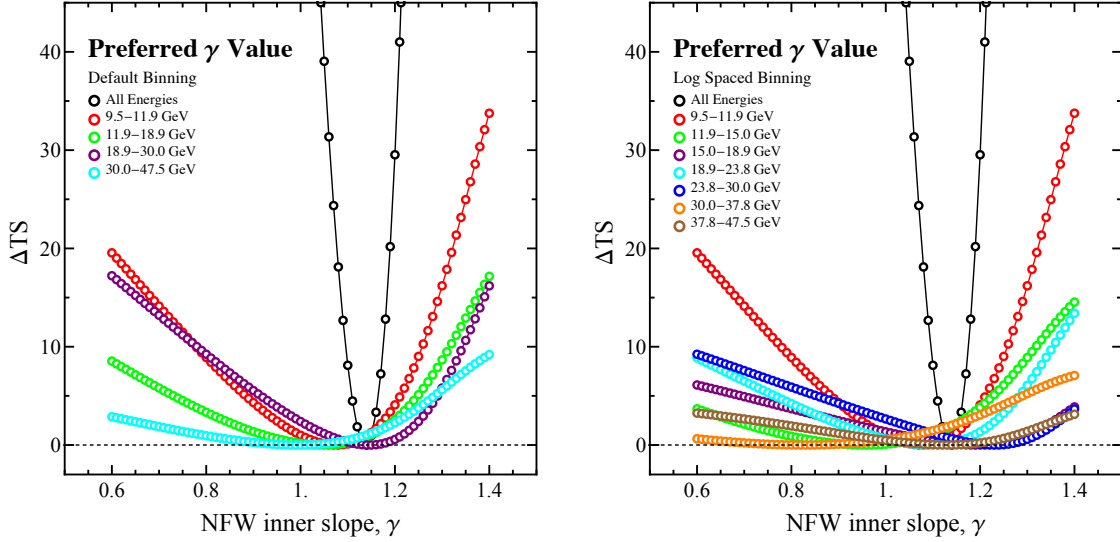 Preferred γ Value
Default Binning
All Energies
9.5−11.9 GeV
11.9−18.9 GeV
18.9−30.0 GeV
30.0−47.5 GeV
ΔTS
40
30
20
10
0
0.6 0.8 1. 1.2 1.4
NFW inner slope, γ
Preferred γ Value
Log Spaced Binning
All Energies
9.5−11.9 GeV
11.9−15.0 GeV
15.0−18.9 GeV
18.9−23.8 GeV
23.8−30.0 GeV
30.0−37.8 GeV
37.8−47.5 GeV
ΔTS
40
30
20
10
0
0.6 0.8 1. 1.2 1.4
NFW inner slope, γ